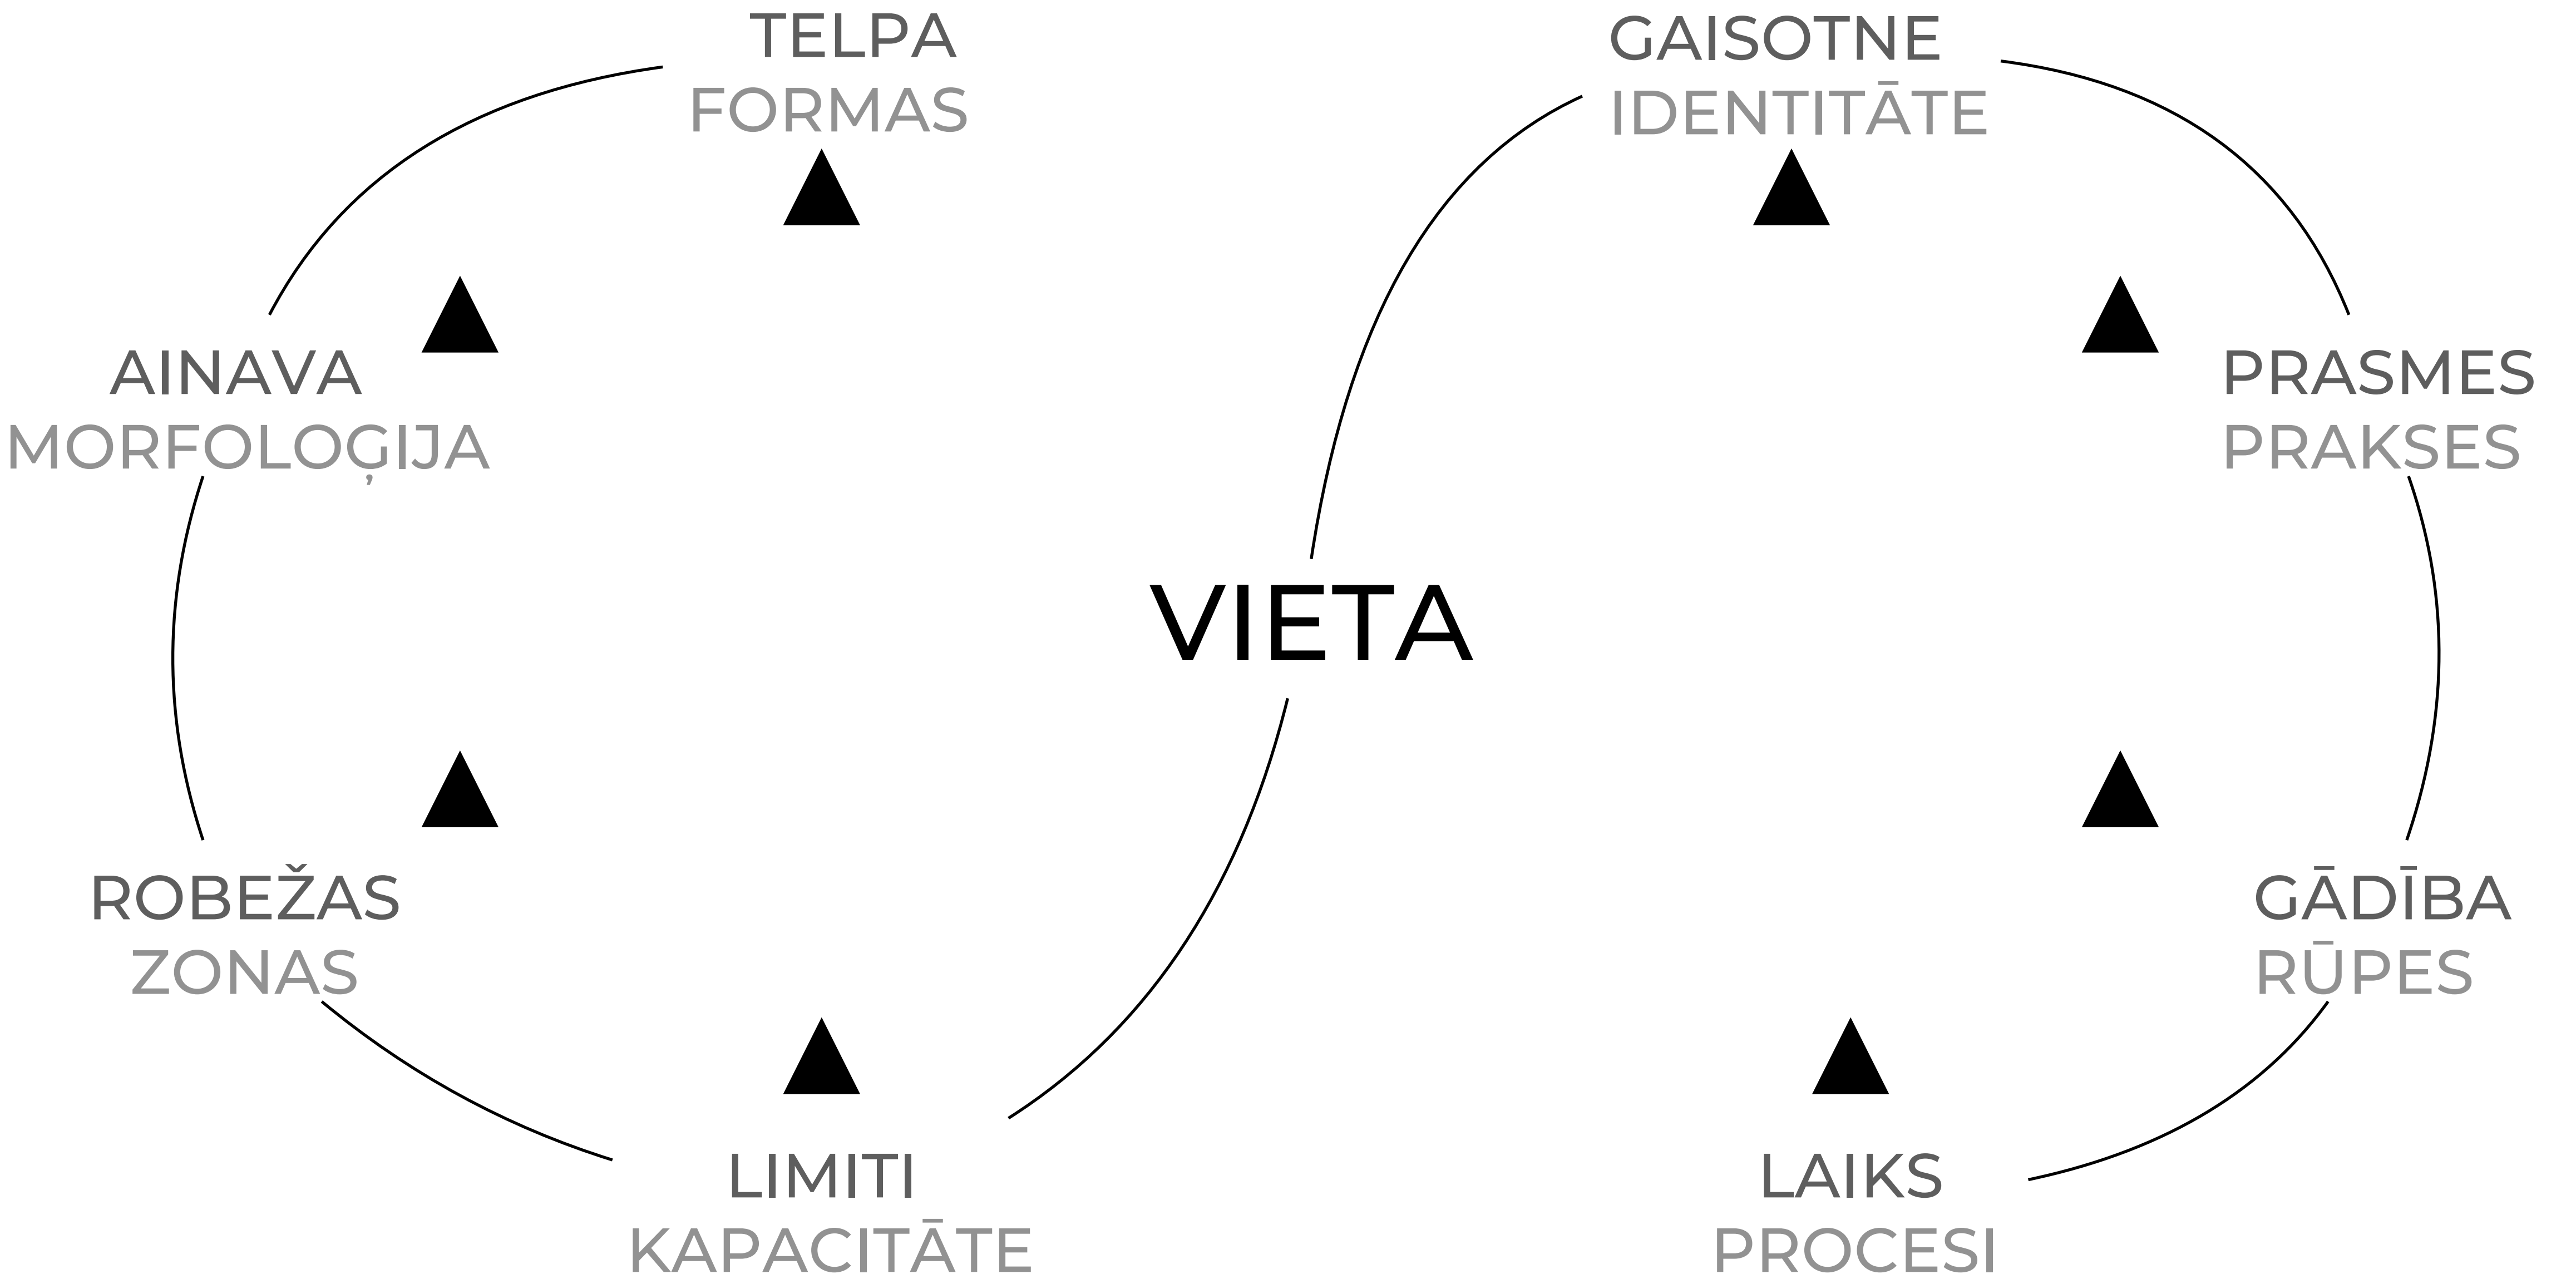 TELPA
FORMAS
GAISOTNE
IDENTITĀTE
AINAVA
MORFOLOĢIJA
PRASMES
PRAKSES
VIETA
ROBEŽAS
ZONAS
GĀDĪBA
RŪPES
LIMITI
KAPACITĀTE
LAIKS
PROCESI